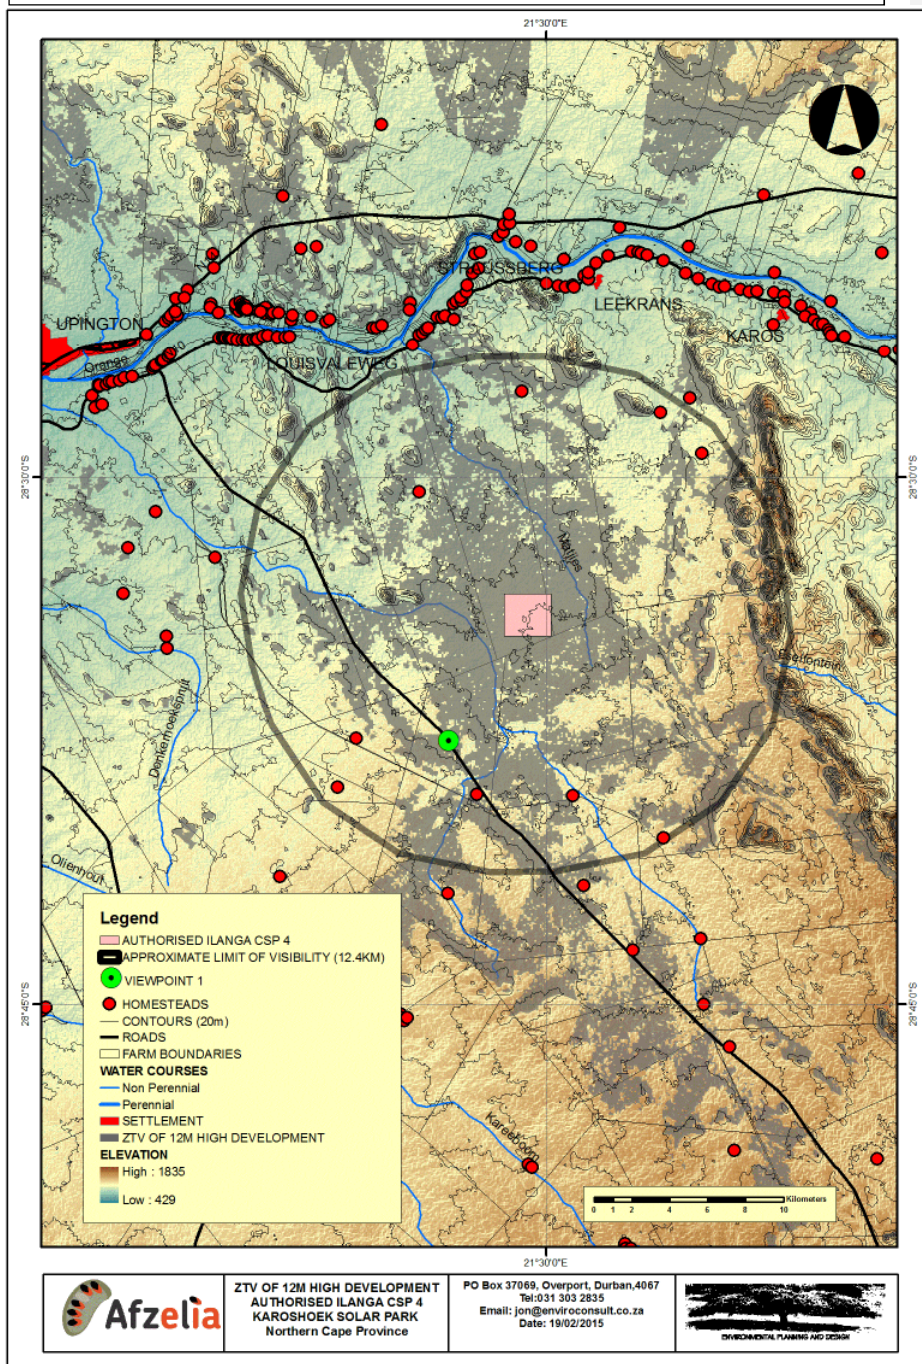 21°30'0"E
UPINGTON
STRAUSSBERG
LEEKRANS
KAROS
LOUISVALEWEG
Orange
28°30'0"S
28°30'0"S
Matjies
Donkerhoekspruit
Olienhout
28°45'0"S
28°45'0"S
Kareeboom
Legend
AUTHORISED ILANGA CSP 4
APPROXIMATE LIMIT OF VISIBILITY (12.4KM)
VIEWPOINT 1
HOMESTEADS
CONTOURS (20m)
ROADS
FARM BOUNDARIES
WATER COURSES
Non Perennial
Perennial
SETTLEMENT
ZTV OF 12M HIGH DEVELOPMENT
ELEVATION
High : 1835
Low : 429
Kilometers
0 1 2 4 6 8 10
21°30'0"E
Afzelia
ZTV OF 12M HIGH DEVELOPMENT
AUTHORISED ILANGA CSP 4
KAROSHOEK SOLAR PARK
Northern Cape Province
PO Box 37069, Overport, Durban,4067
Tel:031 303 2835
Email: jon@enviroconsult.co.za
Date: 19/02/2015
ENVIRONMENTAL PLANNING AND DESIGN